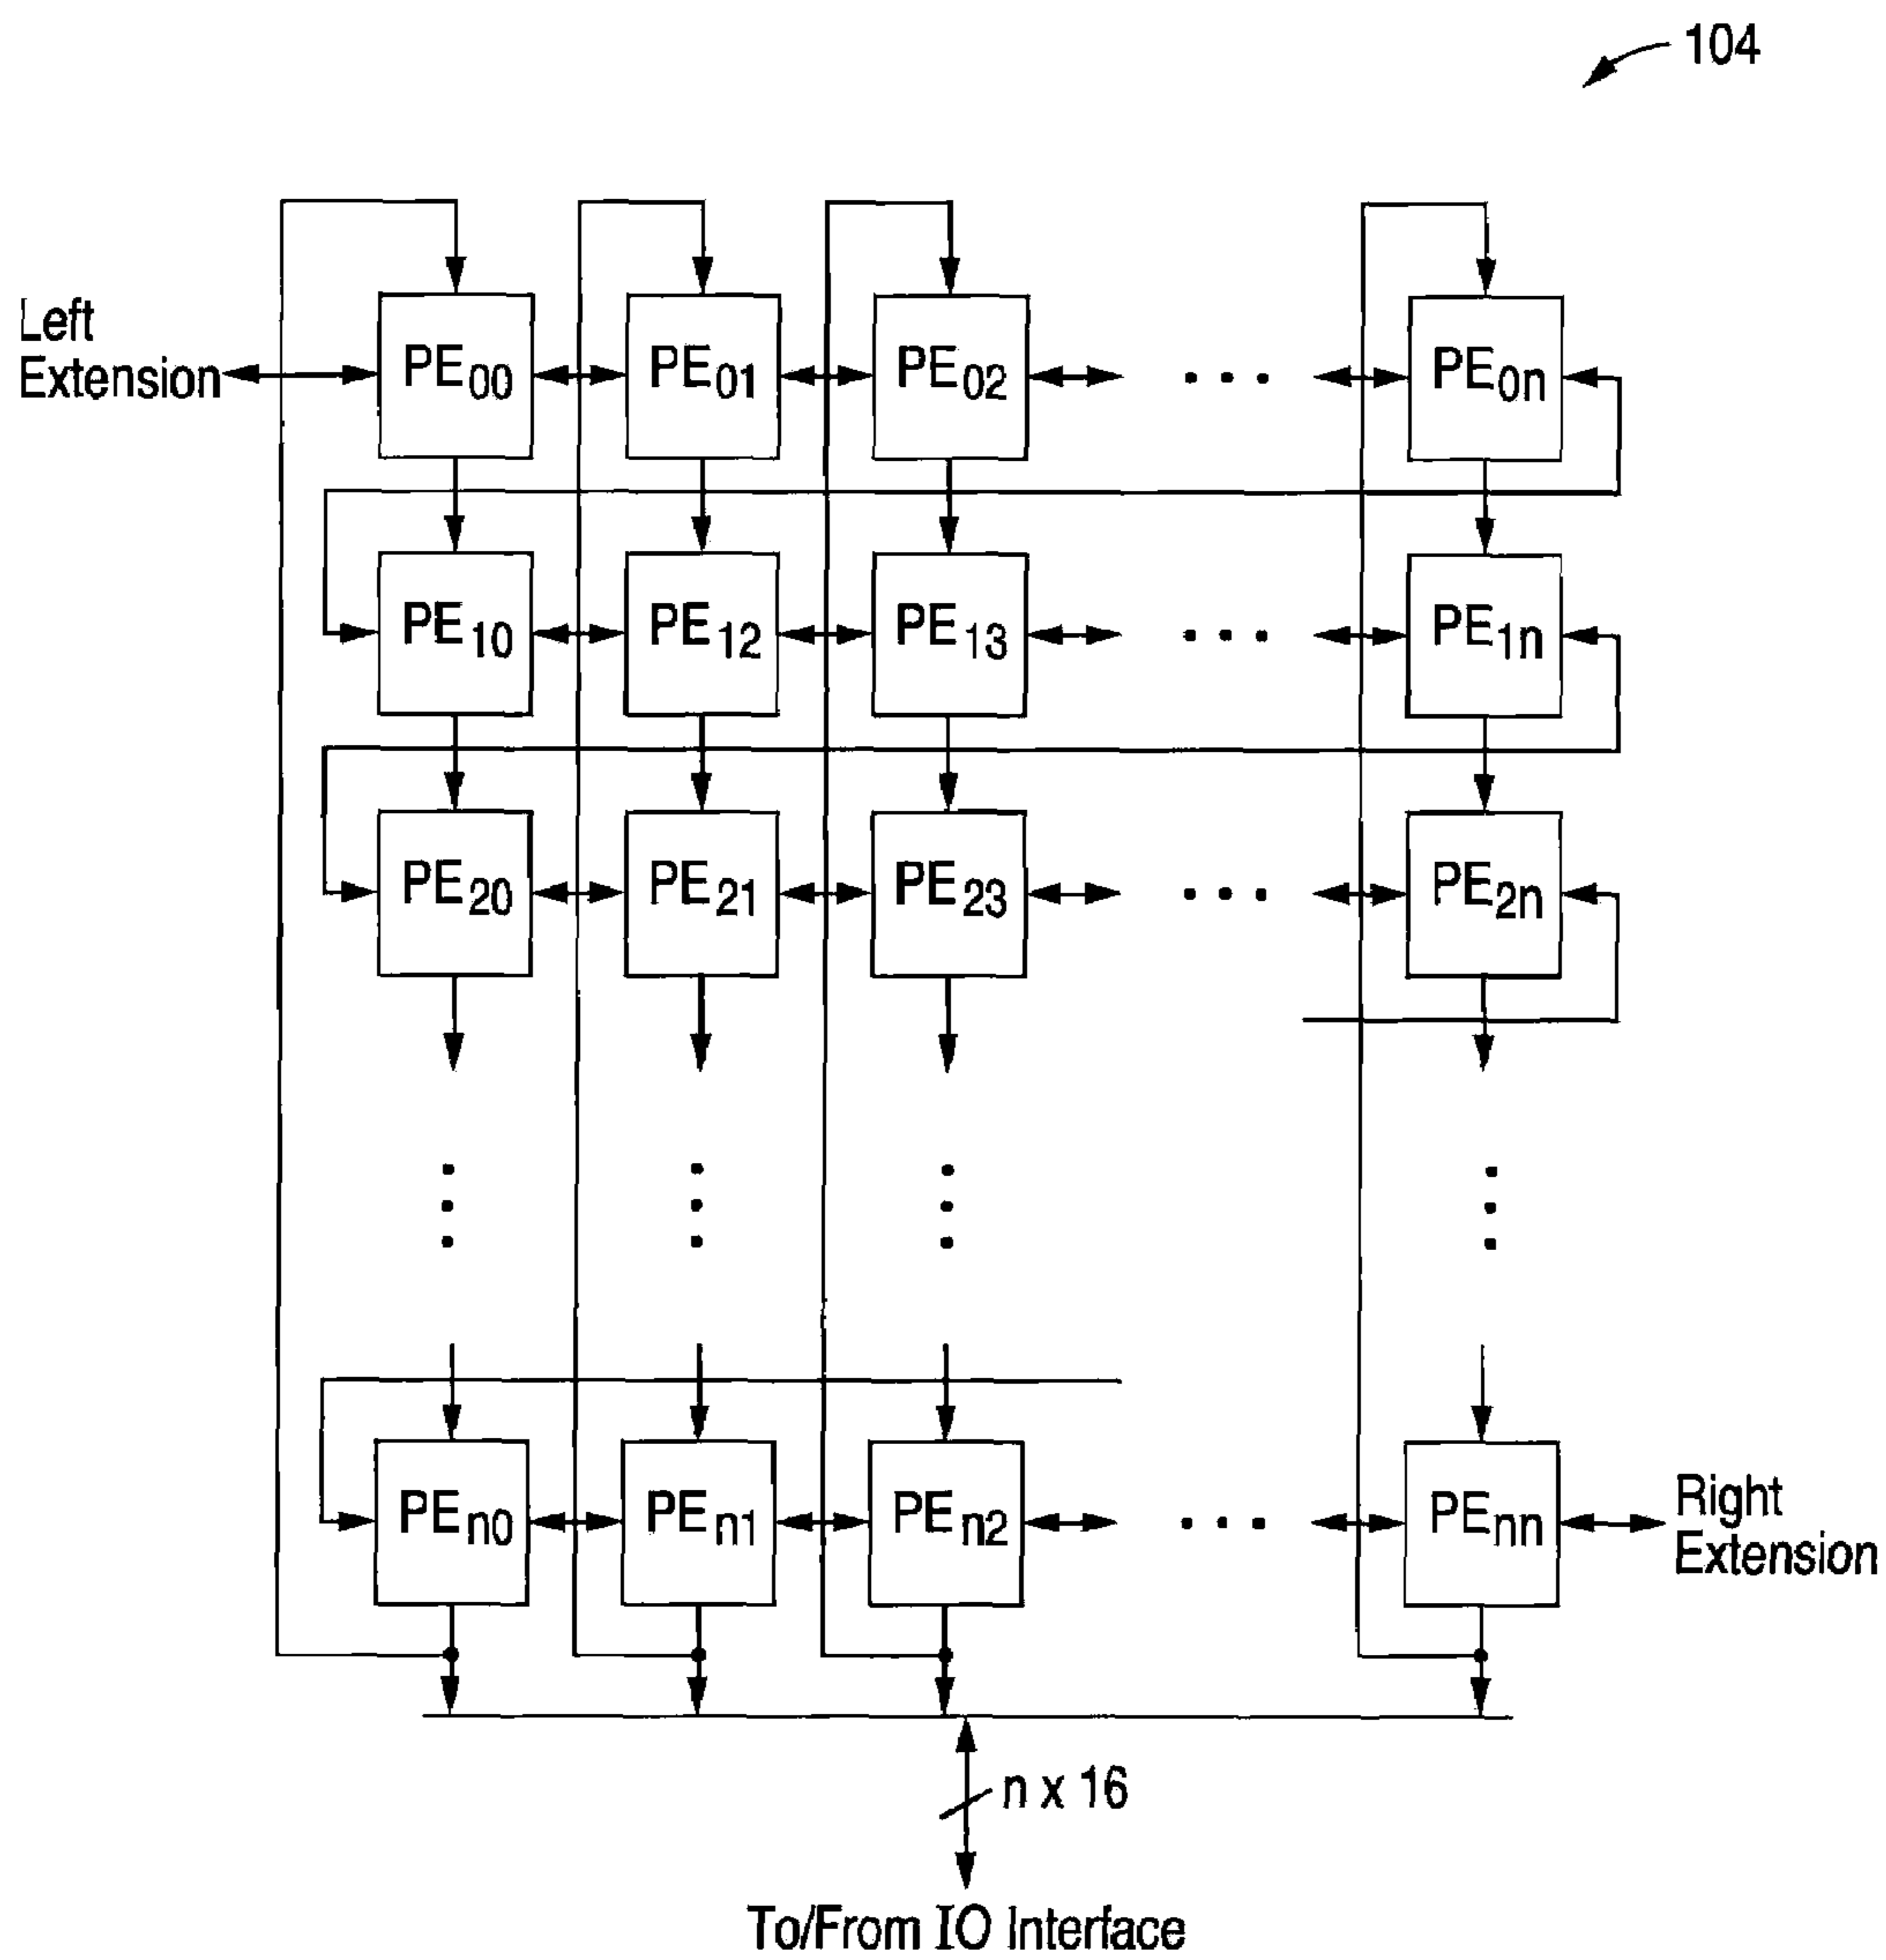 104
Left
Extension
PE00 PE01 PE02 . . . PE0n
PE10 PE12 PE13 . . . PE1n
PE20 PE21 PE23 . . . PE2n
PEn0 PEn1 PEn2 . . . PEnn
Right
Extension
n x 16
To/From IO Interface